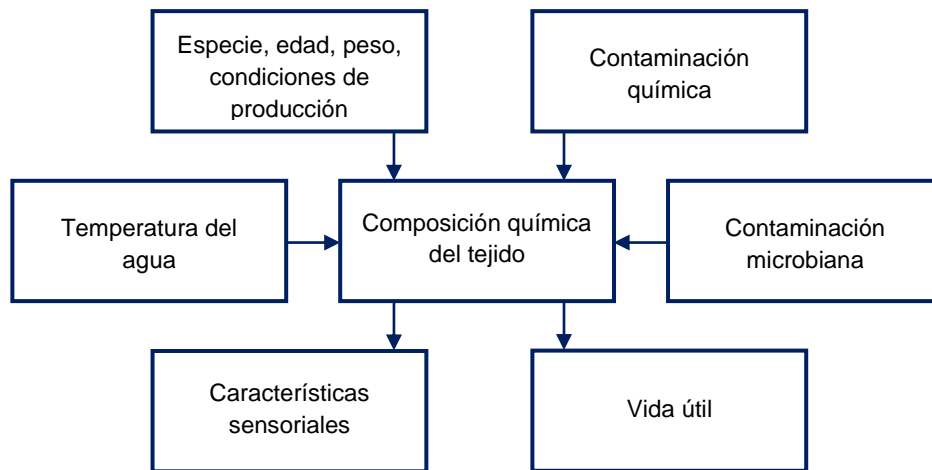 Especie, edad, peso,
condiciones de
producción
Contaminación
química
Temperatura del
agua
Composición química
del tejido
Contaminación
microbiana
Características
sensoriales
Vida útil